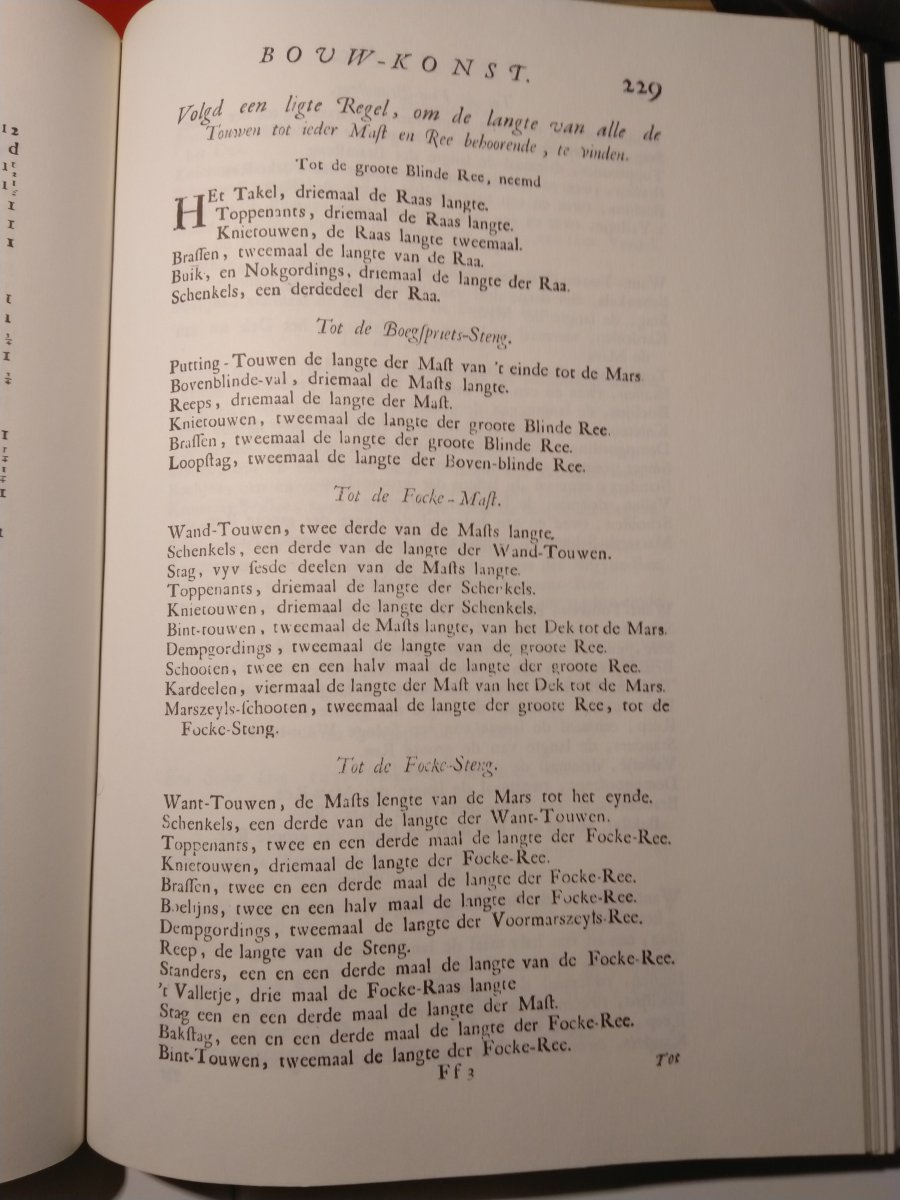 BOUW-KONST.
229
Volgd een ligte Regel, om de langte van alle de
Touwen tot ieder Maſt en Ree behoorende, te vinden.
Tot de groote Blinde Ree, neemd
HEt Takel, driemaal de Raas langte.
Toppenants, driemaal de Raas langte.
Knietouwen, de Raas langte tweemaal.
Braſſen, tweemaal de langte van de Raa.
Buik, en Nokgordings, driemaal de langte der Raa.
Schenkels, een derdedeel der Raa.
Tot de Boegſpriets-Steng.
Putting-Touwen de langte der Maſt van 't einde tot de Mars
Bovenblinde-val, driemaal de Maſts langte.
Reeps, driemaal de langte der Maſt.
Knietouwen, tweemaal de langte der groote Blinde Ree.
Braſſen, tweemaal de langte der groote Blinde Ree.
Loopſtag, tweemaal de langte der Boven-blinde Ree.
Tot de Focke-Maſt.
Wand-Touwen, twee derde van de Maſts langte.
Schenkels, een derde van de langte der Wand-Touwen.
Stag, vyv ſesde deelen van de Maſts langte.
Toppenants, driemaal de langte der Schenkels.
Knietouwen, driemaal de langte der Schenkels.
Bint-touwen, tweemaal de Maſts langte, van het Dek tot de Mars.
Dempgordings, tweemaal de langte van de groote Ree.
Schooten, twee en een halv maal de langte der groote Ree.
Kardeelen, viermaal de langte der Maſt van het Dek tot de Mars.
Marszeyls-ſchooten, tweemaal de langte der groote Ree, tot de
Focke-Steng.
Tot de Focke-Steng.
Want-Touwen, de Maſts lengte van de Mars tot het eynde.
Schenkels, een derde van de langte der Want-Touwen.
Toppenants, twee en een derde maal de langte der Focke-Ree.
Knietouwen, driemaal de langte der Focke-Ree.
Braſſen, twee en een derde maal de langte der Focke-Ree.
Boelijns, twee en een halv maal de langte der Focke-Ree.
Dempgordings, tweemaal de langte der Voormarszeyls-Ree.
Reep, de langte van de Steng.
Standers, een en een derde maal de langte van de Focke-Ree.
't Valletje, drie maal de Focke-Raas langte
Stag een en een derde maal de langte der Maſt.
Bakſtag, een en een derde maal de langte der Focke-Ree.
Bint-Touwen, tweemaal de langte der Focke-Ree.
Ff 3
Tot